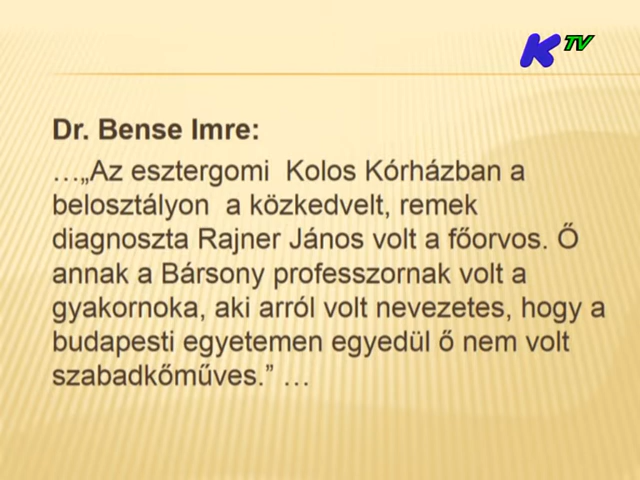 K TV
Dr. Bense Imre:
…„Az esztergomi  Kolos Kórházban a
belosztályon  a közkedvelt, remek
diagnoszta Rajner János volt a főorvos. Ő
annak a Bársony professzornak volt a
gyakornoka, aki arról volt nevezetes, hogy a
budapesti egyetemen egyedül ő nem volt
szabadkőműves.” …